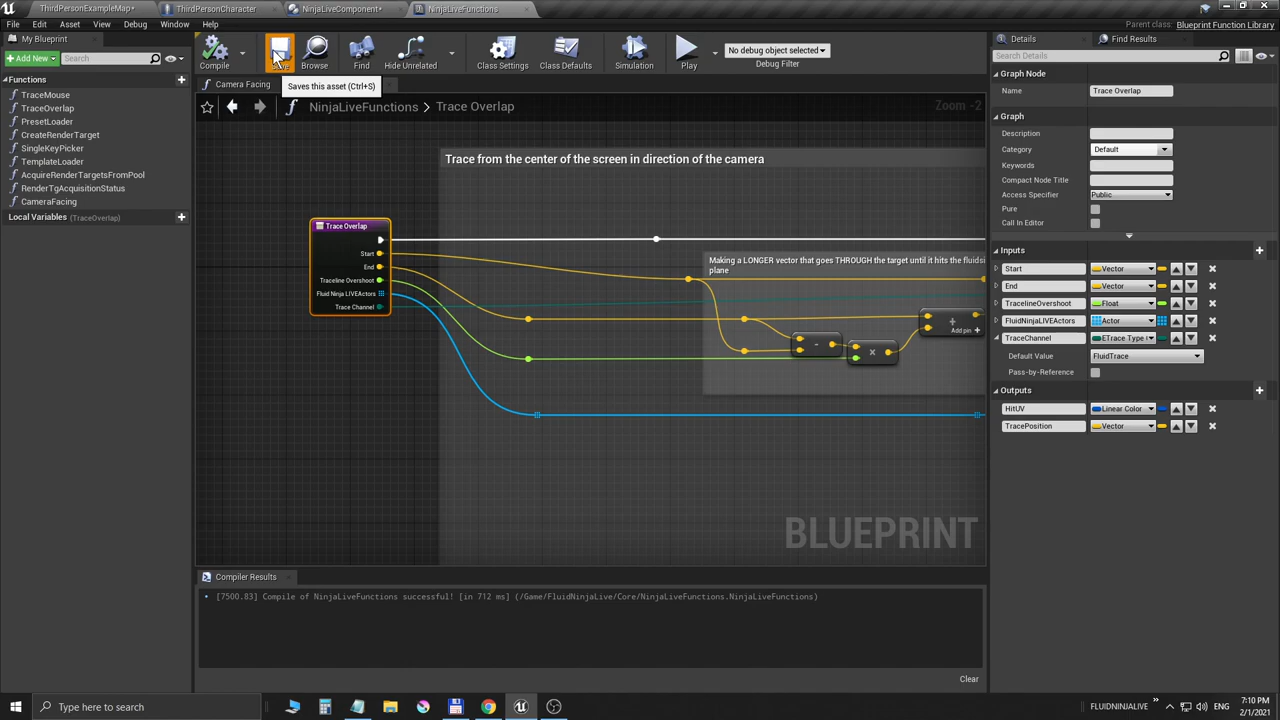 ThirdPersonExampleMap*
ThirdPersonCharacter
NinjaLiveComponent*
NinjaLiveFunctions
File
Edit
Asset
View
Debug
Window
Help
Parent class: Blueprint Function Library
My Blueprint
Add New
Search
Functions
TraceMouse
TraceOverlap
PresetLoader
CreateRenderTarget
SingleKeyPicker
TemplateLoader
AcquireRenderTargetsFromPool
RenderTgAcquisitionStatus
CameraFacing
Local Variables (TraceOverlap)
Compile
Save
Browse
Find
Hide Unrelated
Class Settings
Class Defaults
Simulation
Play
No debug object selected
Debug Filter
Camera Facing
Saves this asset (Ctrl+S)
NinjaLiveFunctions > Trace Overlap
Zoom -2
Trace from the center of the screen in direction of the camera
Trace Overlap
Start
End
Traceline Overshoot
Fluid Ninja LIVEActors
Trace Channel
Making a LONGER vector that goes THROUGH the target until it hits the fluidsi
plane
-
x
+
Add pin +
BLUEPRINT
Compiler Results
[7500.83] Compile of NinjaLiveFunctions successful! [in 712 ms] (/Game/FluidNinjaLive/Core/NinjaLiveFunctions.NinjaLiveFunctions)
Clear
Details
Find Results
Search Details
Graph Node
Name
Trace Overlap
Graph
Description
Category
Default
Keywords
Compact Node Title
Access Specifier
Public
Pure
Call In Editor
Inputs
Start
Vector
End
Vector
TracelineOvershoot
Float
FluidNinjaLIVEActors
Actor
TraceChannel
ETrace Type
Default Value
FluidTrace
Pass-by-Reference
Outputs
HitUV
Linear Color
TracePosition
Vector
Type here to search
FLUIDNINJALIVE
ENG
7:10 PM
2/1/2021